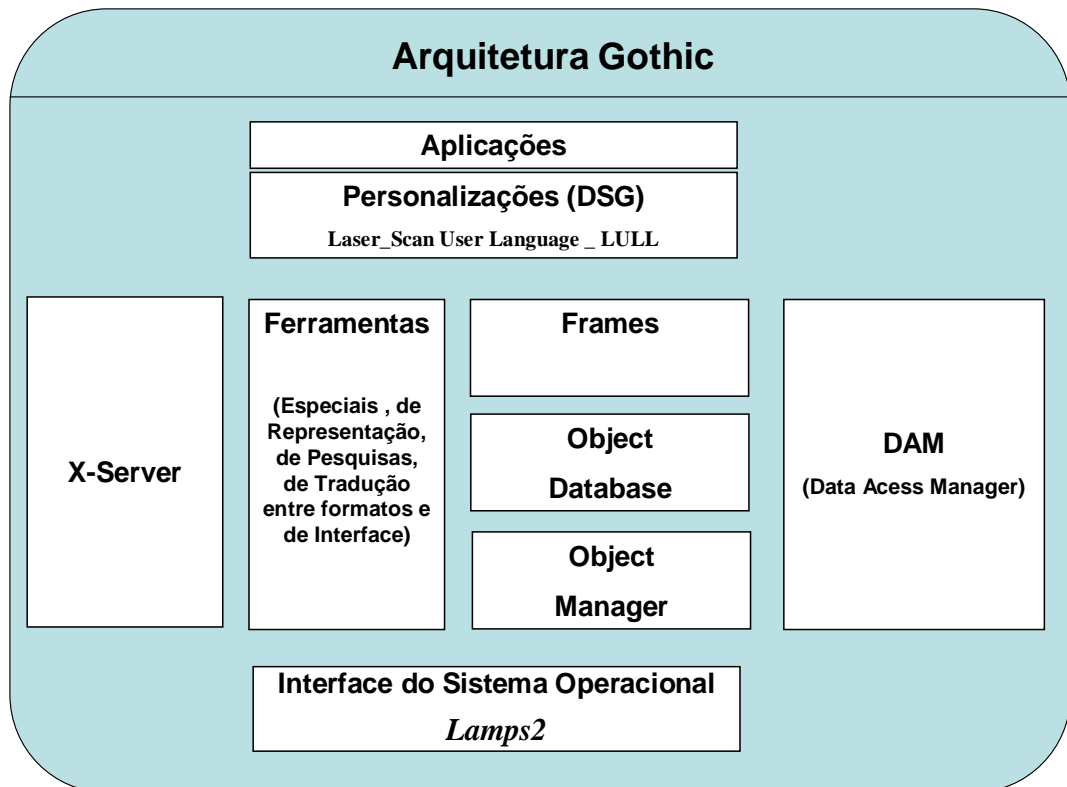 Arquitetura Gothic
Aplicações
Personalizações (DSG)
Laser_Scan User Language _ LULL
X-Server
Ferramentas
(Especiais , de
Representação,
de Pesquisas,
de Tradução
entre formatos e
de Interface)
Frames
Object
Database
Object
Manager
DAM
(Data Acess Manager)
Interface do Sistema Operacional
Lamps2